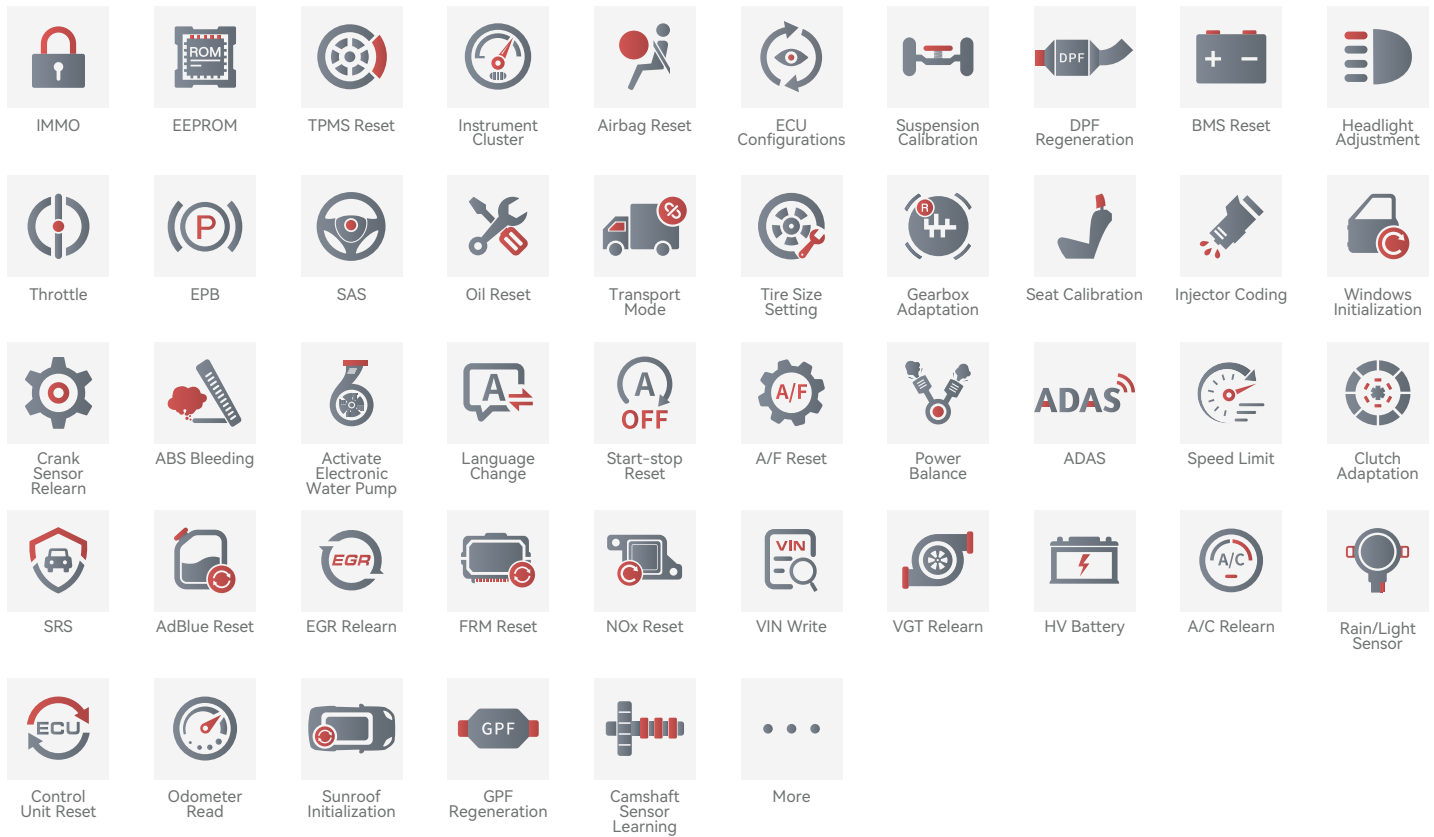 ROM
DPF
IMMO
EEPROM
TPMS Reset
Instrument
Cluster
Airbag Reset
ECU
Configurations
Suspension
Calibration
DPF
Regeneration
BMS Reset
Headlight
Adjustment
P
R
Throttle
EPB
SAS
Oil Reset
Transport
Mode
Tire Size
Setting
Gearbox
Adaptation
Seat Calibration
Injector Coding
Windows
Initialization
A
A
OFF
A/F
ADAS
Crank
Sensor
Relearn
ABS Bleeding
Activate
Electronic
Water Pump
Language
Change
Start-stop
Reset
A/F Reset
Power
Balance
ADAS
Speed Limit
Clutch
Adaptation
EGR
VIN
A/C
SRS
AdBlue Reset
EGR Relearn
FRM Reset
NOx Reset
VIN Write
VGT Relearn
HV Battery
A/C Relearn
Rain/Light
Sensor
ECU
GPF
Control
Unit Reset
Odometer
Read
Sunroof
Initialization
GPF
Regeneration
Camshaft
Sensor
Learning
More